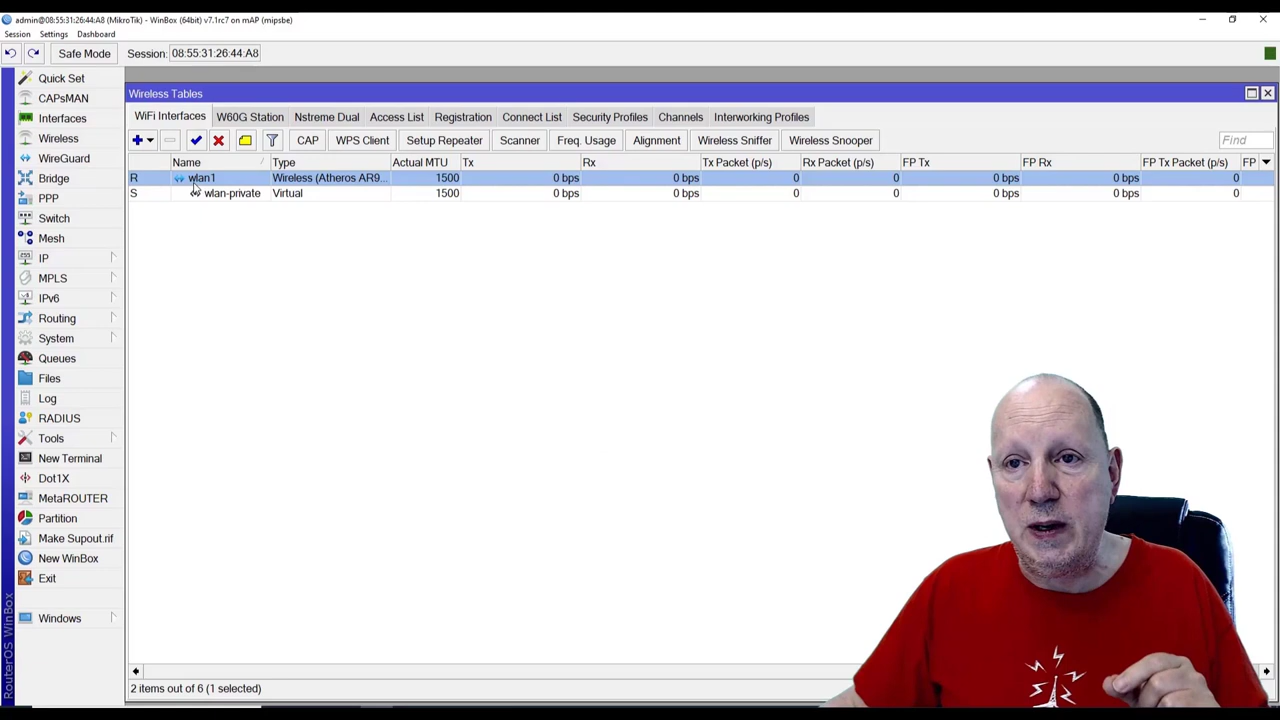 admin@08:55:31:26:44:A8 (MikroTik) - WinBox (64bit) v7.1rc7 on mAP (mipsbe)
Session Settings Dashboard
Safe Mode Session: 08:55:31:26:44:A8
Quick Set
CAPsMAN
Interfaces
Wireless
WireGuard
Bridge
PPP
Switch
Mesh
IP
MPLS
IPv6
Routing
System
Queues
Files
Log
RADIUS
Tools
New Terminal
Dot1X
MetaROUTER
Partition
Make Supout.rif
New WinBox
Exit
Windows
RouterOS WinBox
Wireless Tables
WiFi Interfaces W60G Station Nstreme Dual Access List Registration Connect List Security Profiles Channels Interworking Profiles
CAP WPS Client Setup Repeater Scanner Freq. Usage Alignment Wireless Sniffer Wireless Snooper Find
Name Type Actual MTU Tx Rx Tx Packet (p/s) Rx Packet (p/s) FP Tx FP Rx FP Tx Packet (p/s) FP
R wlan1 Wireless (Atheros AR9... 1500 0 bps 0 bps 0 0 0 bps 0 bps 0
S wlan-private Virtual 1500 0 bps 0 bps 0 0 0 bps 0 bps 0
2 items out of 6 (1 selected)